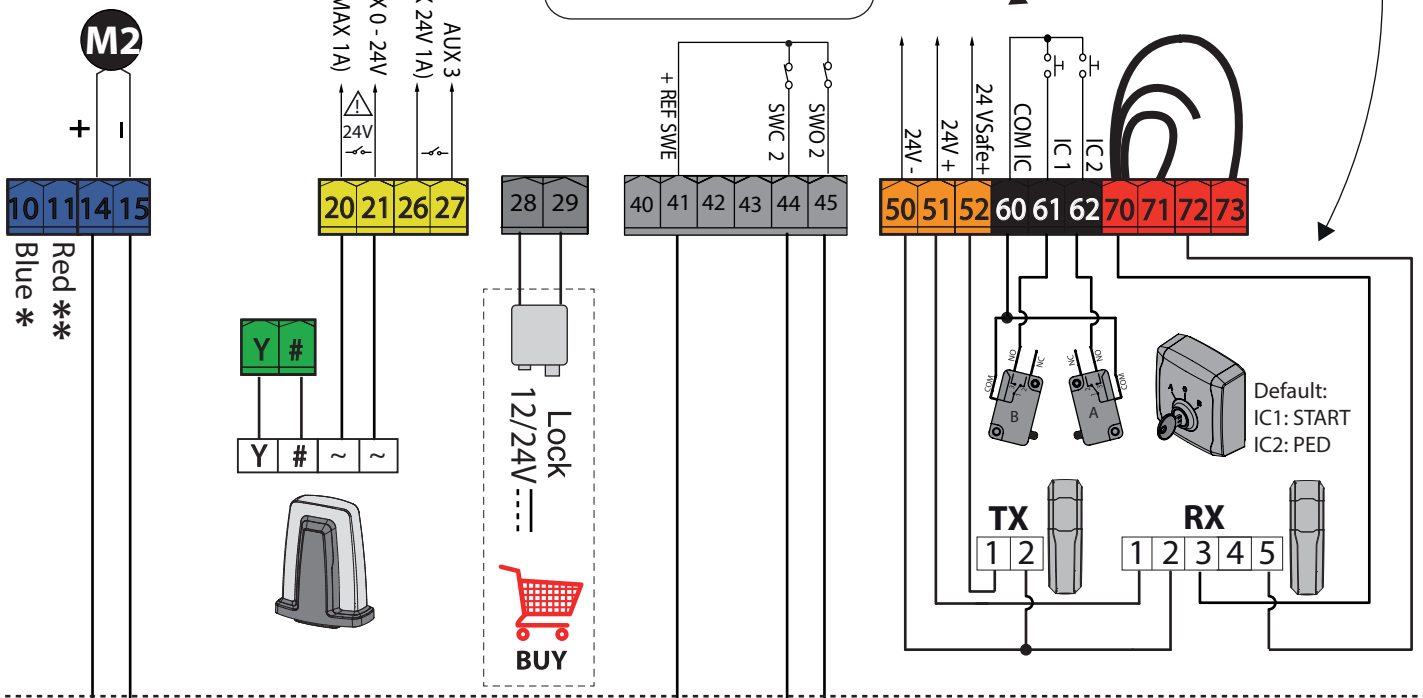 M2
+ –
MAX 1A)
X 0 - 24V
X 24V 1A)
AUX 3
24V
+ REF SWE
SWC 2
SWO 2
24V -
24V +
24 VSafe+
COM IC
IC 1
IC 2
10 11 14 15
20 21 26 27
28 29
40 41 42 43 44 45
50 51 52 60 61 62 70 71 72 73
Red **
Blue *
Y #
Y # ~ ~
Lock
12/24V
BUY
COM NO NC
B
NC NO COM
A
A 0 B
Default:
IC1: START
IC2: PED
TX
1 2
RX
1 2 3 4 5